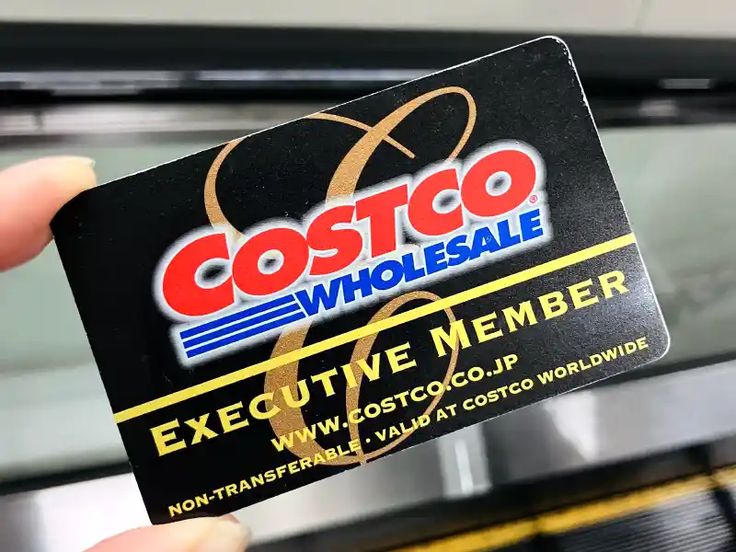 COSTCO®
WHOLESALE
EXECUTIVE MEMBER
WWW.COSTCO.CO.JP
NON-TRANSFERABLE · VALID AT COSTCO WORLDWIDE